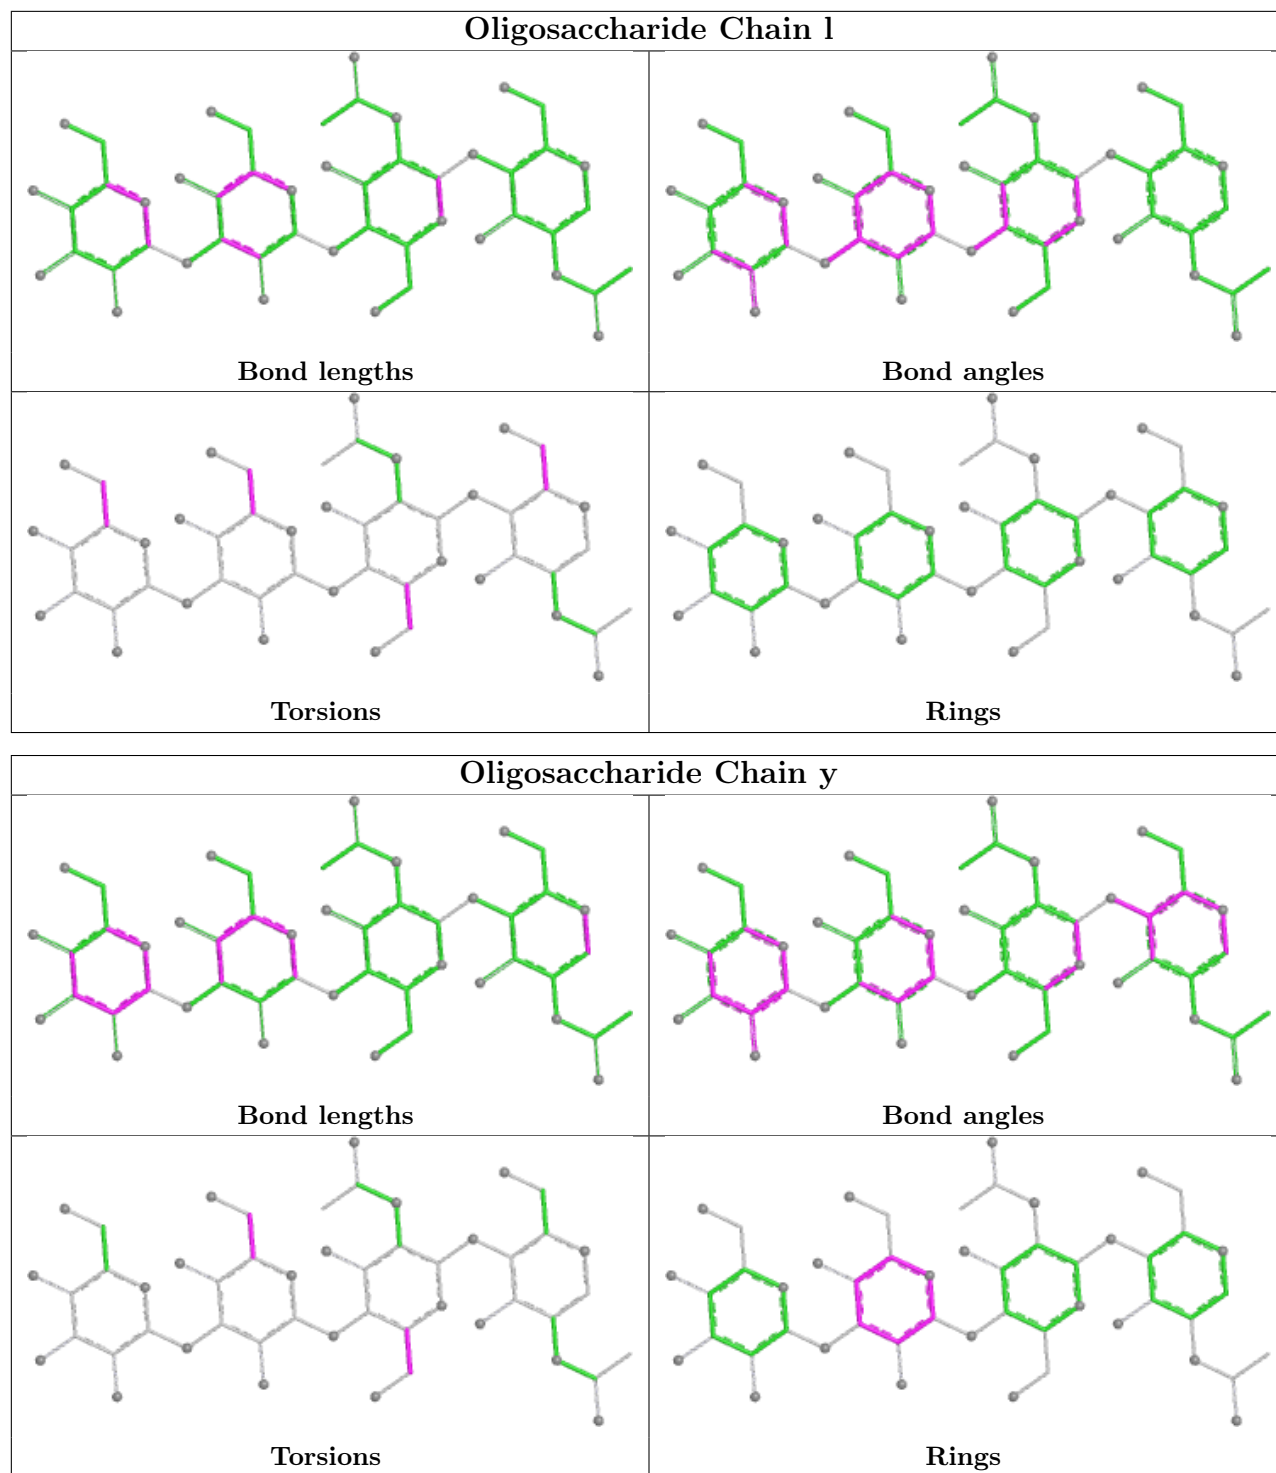 Oligosaccharide Chain l
Bond lengths
Bond angles
Torsions
Rings
Oligosaccharide Chain y
Bond lengths
Bond angles
Torsions
Rings